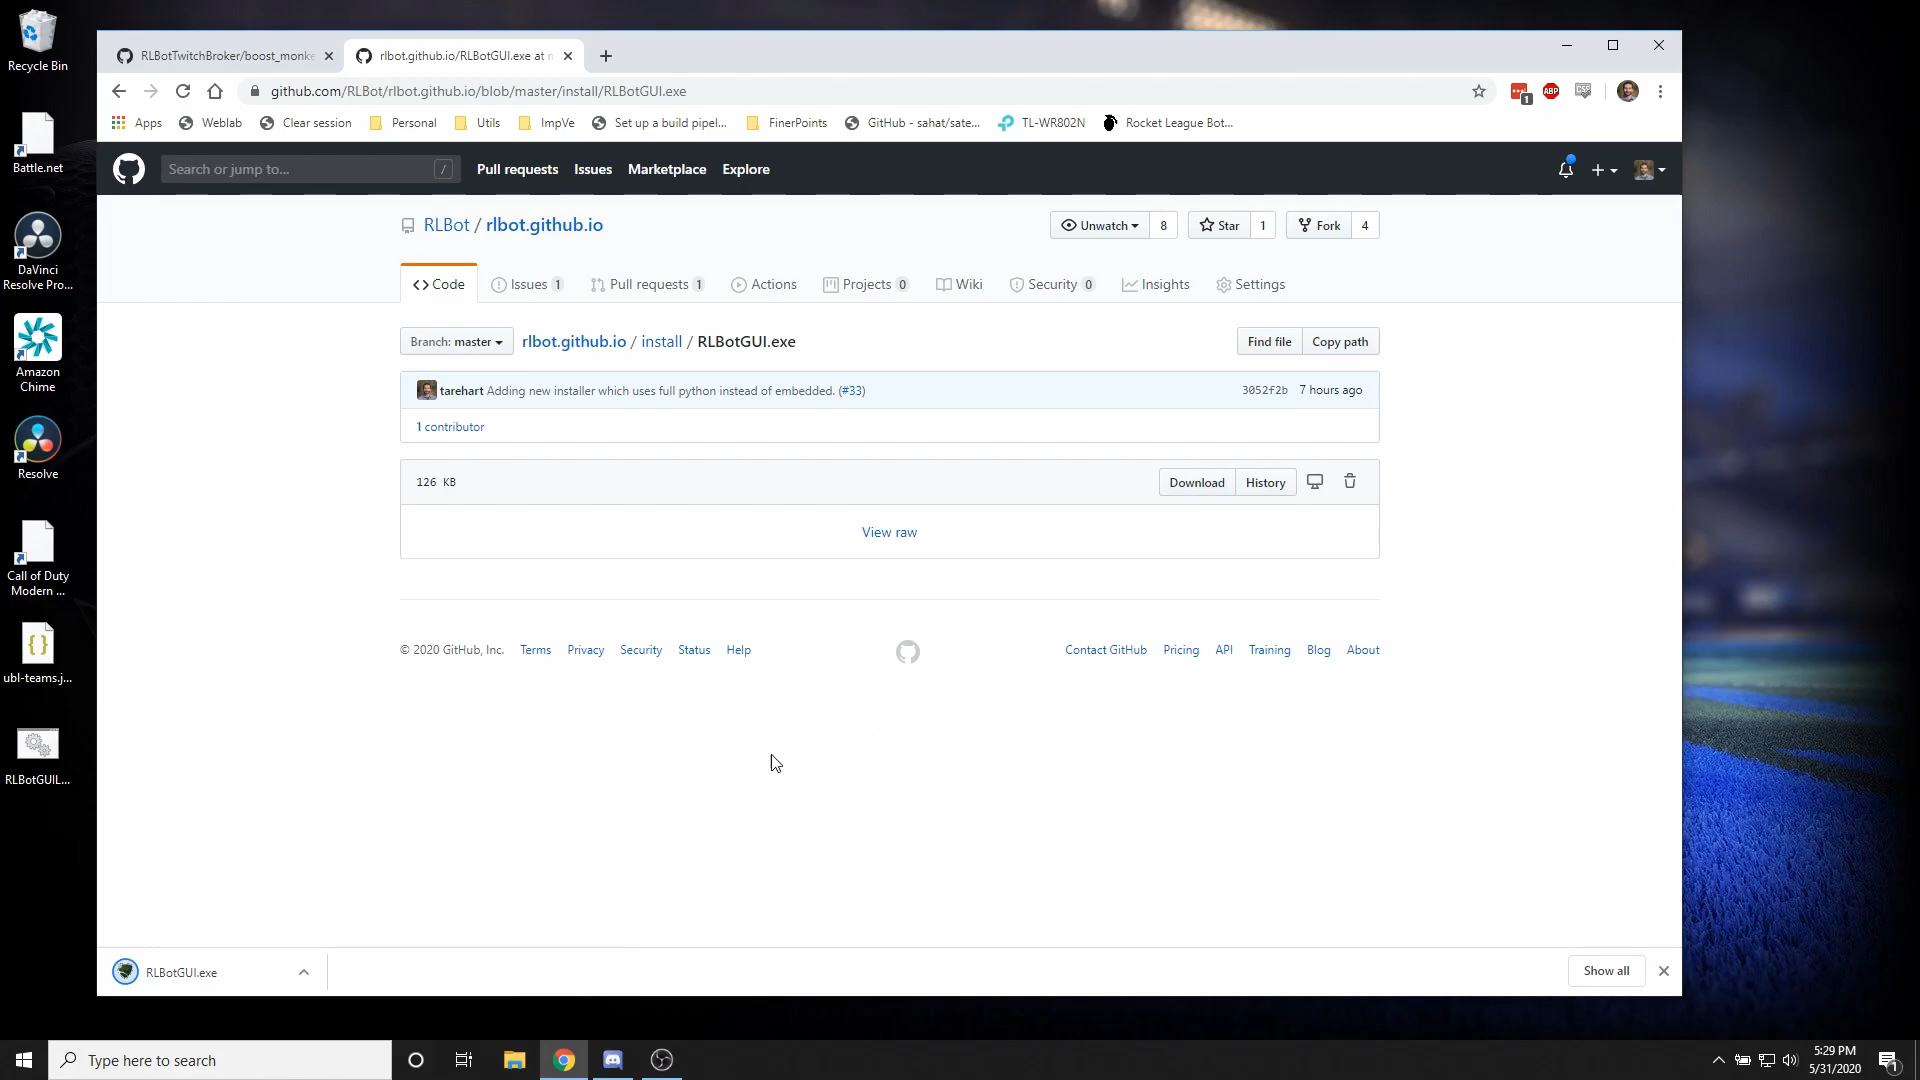 Recycle Bin
Battle.net
DaVinci
Resolve Pro...
Amazon
Chime
Resolve
Call of Duty
Modern ...
ubl-teams.j...
RLBotGUIL...
RLBotTwitchBroker/boost_monke
rlbot.github.io/RLBotGUI.exe at m
github.com/RLBot/rlbot.github.io/blob/master/install/RLBotGUI.exe
1
ABP
Apps
Weblab
Clear session
Personal
Utils
ImpVe
Set up a build pipel...
FinerPoints
GitHub - sahat/sate...
TL-WR802N
Rocket League Bot...
Search or jump to...
/
Pull requests
Issues
Marketplace
Explore
RLBot / rlbot.github.io
Unwatch 8
Star 1
Fork 4
<> Code
Issues 1
Pull requests 1
Actions
Projects 0
Wiki
Security 0
Insights
Settings
Branch: master
rlbot.github.io / install / RLBotGUI.exe
Find file
Copy path
tarehart Adding new installer which uses full python instead of embedded. (#33)
3052f2b 7 hours ago
1 contributor
126 KB
Download
History
View raw
© 2020 GitHub, Inc.
Terms
Privacy
Security
Status
Help
Contact GitHub
Pricing
API
Training
Blog
About
RLBotGUI.exe
Show all
Type here to search
5:29 PM
5/31/2020
1